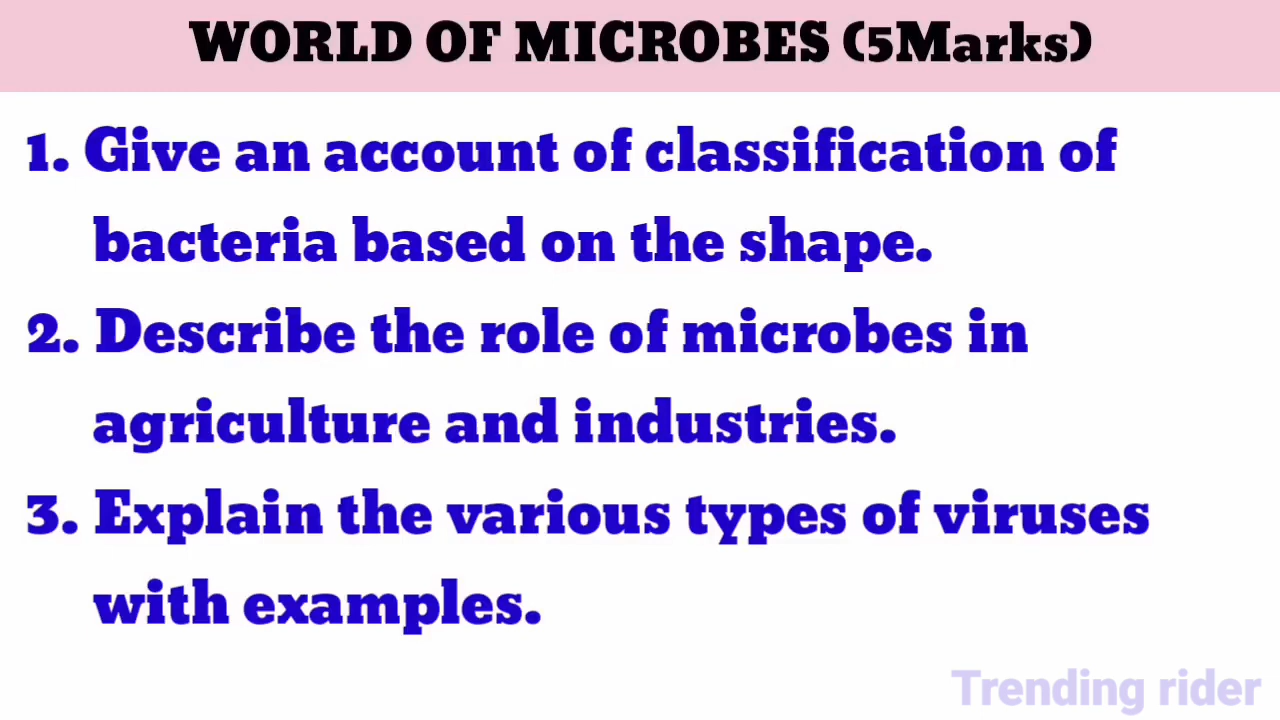 WORLD OF MICROBES (5Marks)
1. Give an account of classification of
bacteria based on the shape.
2. Describe the role of microbes in
agriculture and industries.
3. Explain the various types of viruses
with examples.
Trending rider